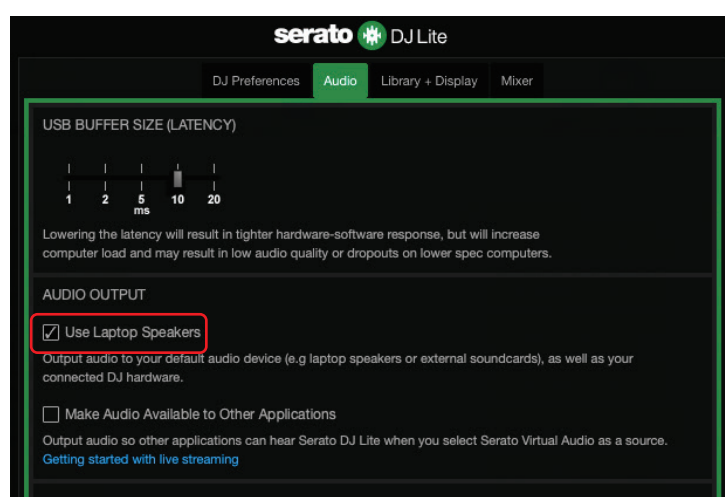 serato DJ Lite
DJ Preferences Audio Library + Display Mixer
USB BUFFER SIZE (LATENCY)
1 2 5 10 20
ms
Lowering the latency will result in tighter hardware-software response, but will increase
computer load and may result in low audio quality or dropouts on lower spec computers.
AUDIO OUTPUT
Use Laptop Speakers
Output audio to your default audio device (e.g laptop speakers or external soundcards), as well as your
connected DJ hardware.
Make Audio Available to Other Applications
Output audio so other applications can hear Serato DJ Lite when you select Serato Virtual Audio as a source.
Getting started with live streaming